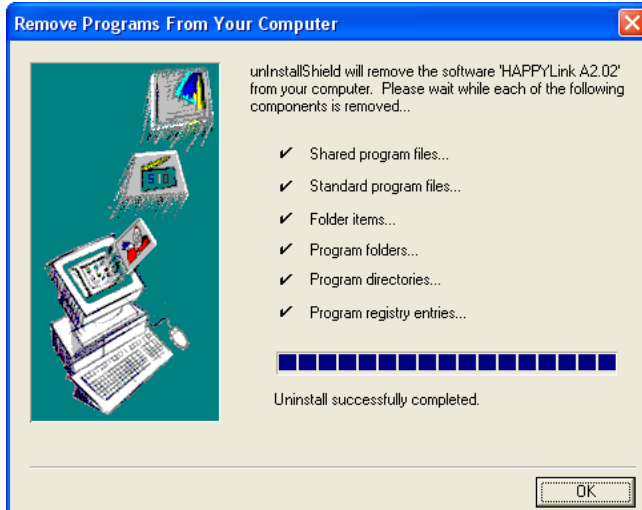 Remove Programs From Your Computer
unInstallShield will remove the software 'HAPPYLink A2.02'
from your computer.  Please wait while each of the following
components is removed...
✔ Shared program files...
✔ Standard program files...
✔ Folder items...
✔ Program folders...
✔ Program directories...
✔ Program registry entries...
Uninstall successfully completed.
OK